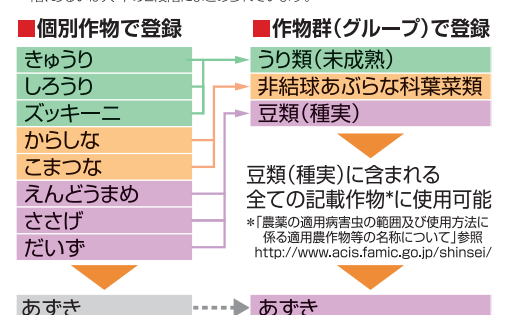 ■個別作物で登録
きゅうり
しろうり
ズッキーニ
からしな
こまつな
えんどうまめ
ささげ
だいず
あずき
■作物群(グループ)で登録
うり類(未成熟)
非結球あぶらな科葉菜類
豆類(種実)
豆類(種実)に含まれる
全ての記載作物*に使用可能
*「農薬の適用病害虫の範囲及び使用方法に
係る適用農作物等の名称について」参照
http://www.acis.famic.go.jp/shinsei/
あずき